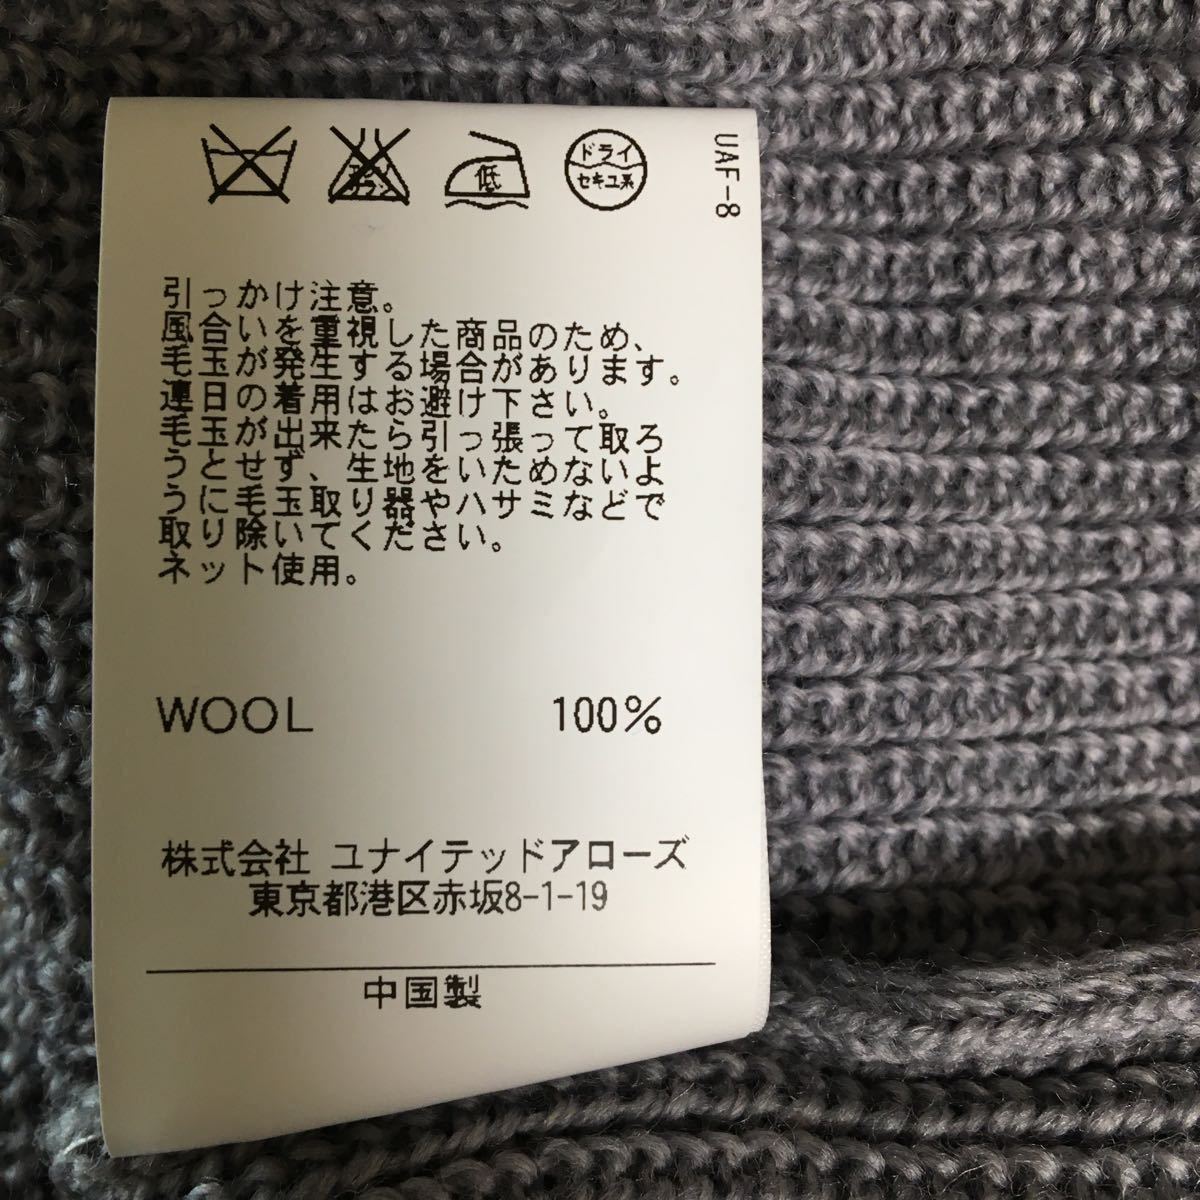 低
ドライ
セキユ系
UAF-8
引っかけ注意。
風合いを重視した商品のため、
毛玉が発生する場合があります。
連日の着用はお避け下さい。
毛玉が出来たら引っ張って取ろ
うとせず、生地をいためないよ
うに毛玉取り器やハサミなどで
取り除いてください。
ネット使用。
WOOL 100%
株式会社 ユナイテッドアローズ
東京都港区赤坂8-1-19
中国製